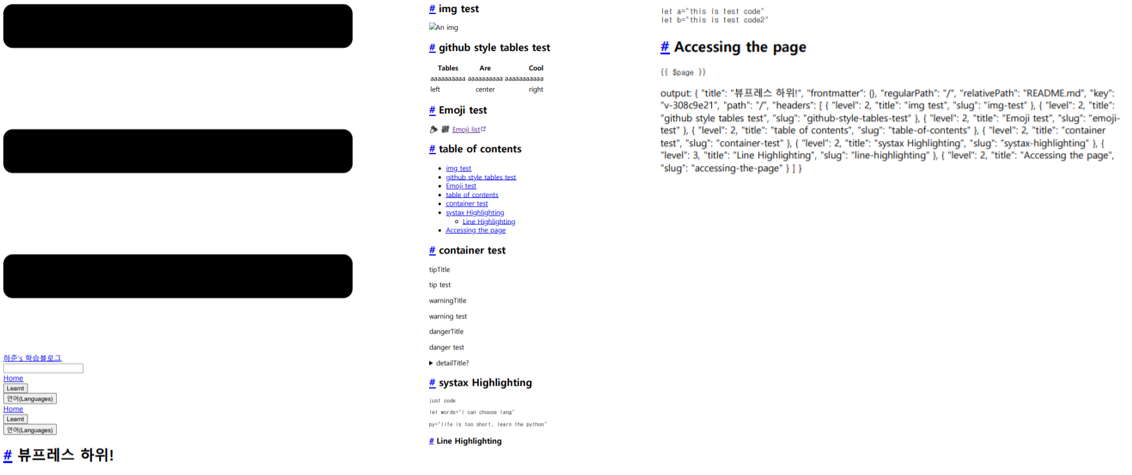 하준's 학습블로그
Home
Learnt
언어(Languages)
Home
Learnt
언어(Languages)
# 뷰프레스 하위!
# img test
An img
# github style tables test
Tables Are Cool
aaaaaaaaaa aaaaaaaaaa aaaaaaaaaaa
left center right
# Emoji test
Emoji list
# table of contents
img test
github style tables test
Emoji test
table of contents
container test
systax Highlighting
Line Highlighting
Accessing the page
# container test
tipTitle
tip test
warningTitle
warning test
dangerTitle
danger test
detailTitle?
# systax Highlighting
just code
let words="I can choose lang"
py="life is too short, learn the python"
# Line Highlighting
let a="this is test code"
let b="this is test code2"
# Accessing the page
{{ $page }}
output: { "title": "뷰프레스 하위!", "frontmatter": {}, "regularPath": "/", "relativePath": "README.md", "key":
"v-308c9e21", "path": "/", "headers": [ { "level": 2, "title": "img test", "slug": "img-test" }, { "level": 2, "title":
"github style tables test", "slug": "github-style-tables-test" }, { "level": 2, "title": "Emoji test", "slug": "emoji-
test" }, { "level": 2, "title": "table of contents", "slug": "table-of-contents" }, { "level": 2, "title": "container
test", "slug": "container-test" }, { "level": 2, "title": "systax Highlighting", "slug": "systax-highlighting" }, {
"level": 3, "title": "Line Highlighting", "slug": "line-highlighting" }, { "level": 2, "title": "Accessing the page",
"slug": "accessing-the-page" } ] }